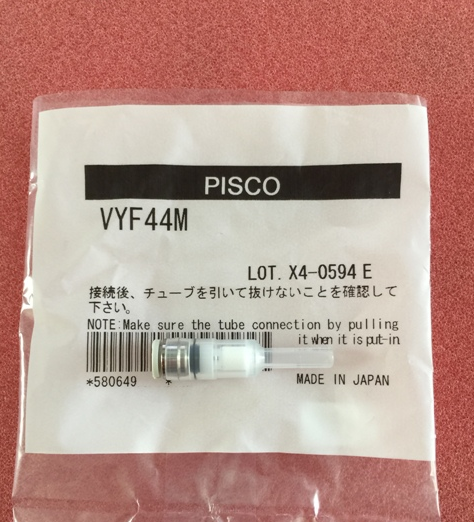 PISCO
VYF44M
LOT. X4-0594 E
接続後、チューブを引いて抜けないことを確認して
下さい。
NOTE:Make sure the tube connection by pulling
it when it is put-in.
*580649 *
MADE IN JAPAN